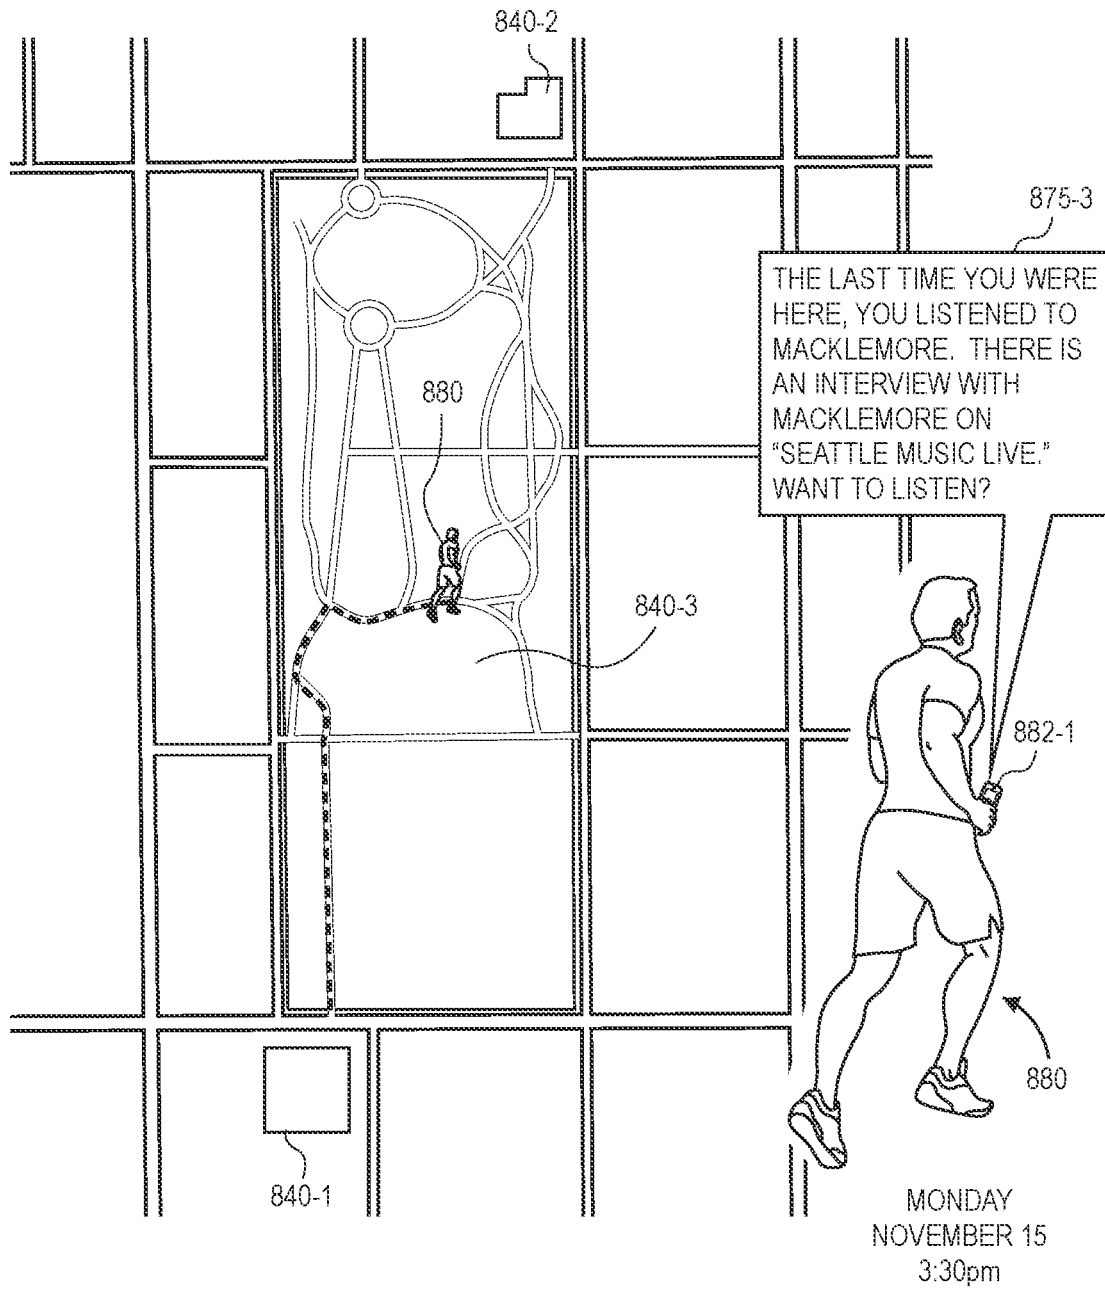 840-2
875-3
THE LAST TIME YOU WERE
HERE, YOU LISTENED TO
MACKLEMORE.  THERE IS
AN INTERVIEW WITH
MACKLEMORE ON
“SEATTLE MUSIC LIVE.”
WANT TO LISTEN?
880
840-3
882-1
880
840-1
MONDAY
NOVEMBER 15
3:30pm